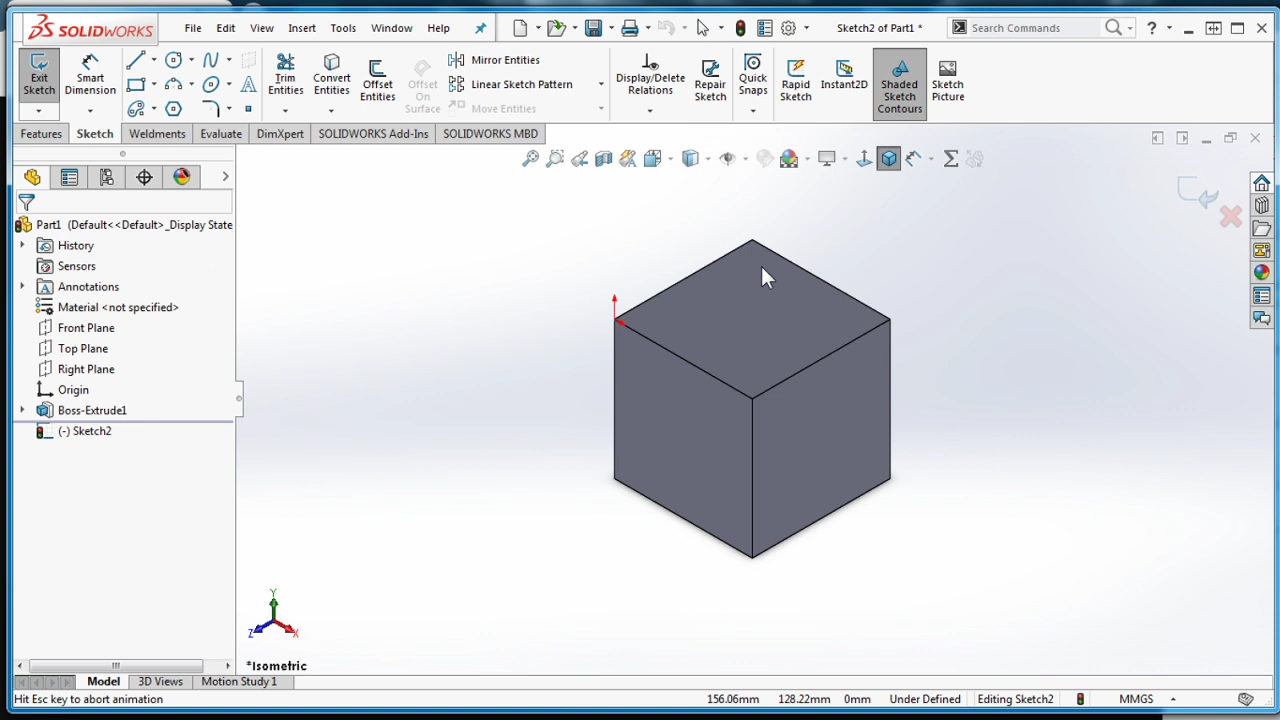 SOLIDWORKS File Edit View Insert Tools Window Help Sketch2 of Part1 * Search Commands ?
Exit Sketch Smart Dimension Trim Entities Convert Entities Offset Entities Offset On Surface Mirror Entities Linear Sketch Pattern Move Entities Display/Delete Relations Repair Sketch Quick Snaps Rapid Sketch Instant2D Shaded Sketch Contours Sketch Picture
Features Sketch Weldments Evaluate DimXpert SOLIDWORKS Add-Ins SOLIDWORKS MBD
Part1 (Default<<Default>_Display State
History
Sensors
Annotations
Material <not specified>
Front Plane
Top Plane
Right Plane
Origin
Boss-Extrude1
(-) Sketch2
Y
Z X
*Isometric
Model 3D Views Motion Study 1
Hit Esc key to abort animation 156.06mm 128.22mm 0mm Under Defined Editing Sketch2 MMGS